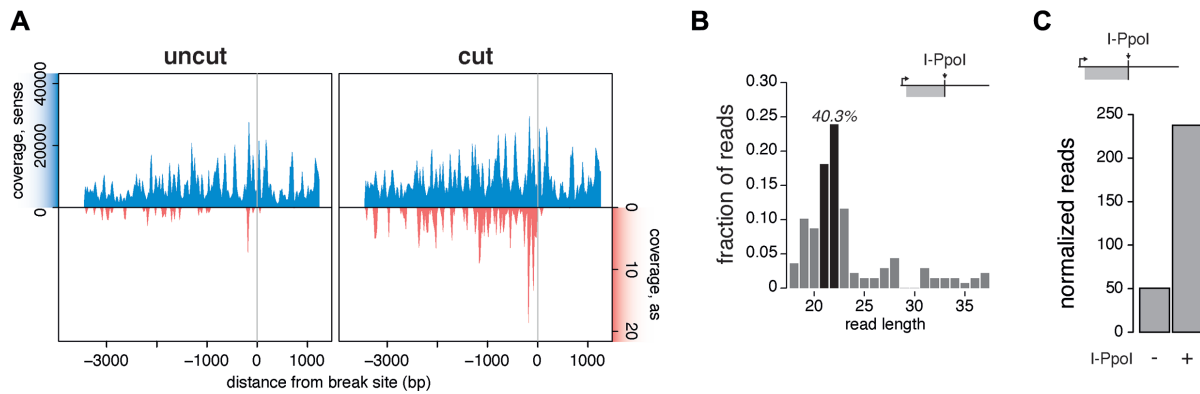 A
uncut
cut
coverage, sense
40000
20000
0
0
10
20
coverage, as
−3000
−1000
0
1000
−3000
−1000
0
1000
distance from break site (bp)
B
I-PpoI
40.3%
fraction of reads
0.30
0.25
0.20
0.15
0.10
0.05
0
20
25
30
35
read length
C
I-PpoI
normalized reads
250
200
150
100
50
0
I-PpoI - +